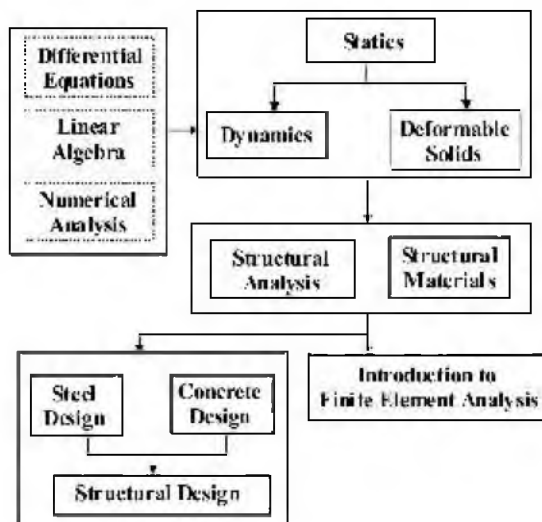 Differential
Equations
Linear
Algebra
Numerical
Analysis
Statics
Dynamics
Deformable
Solids
Structural
Analysis
Structural
Materials
Steel
Design
Concrete
Design
Structural Design
Introduction to
Finite Element Analysis